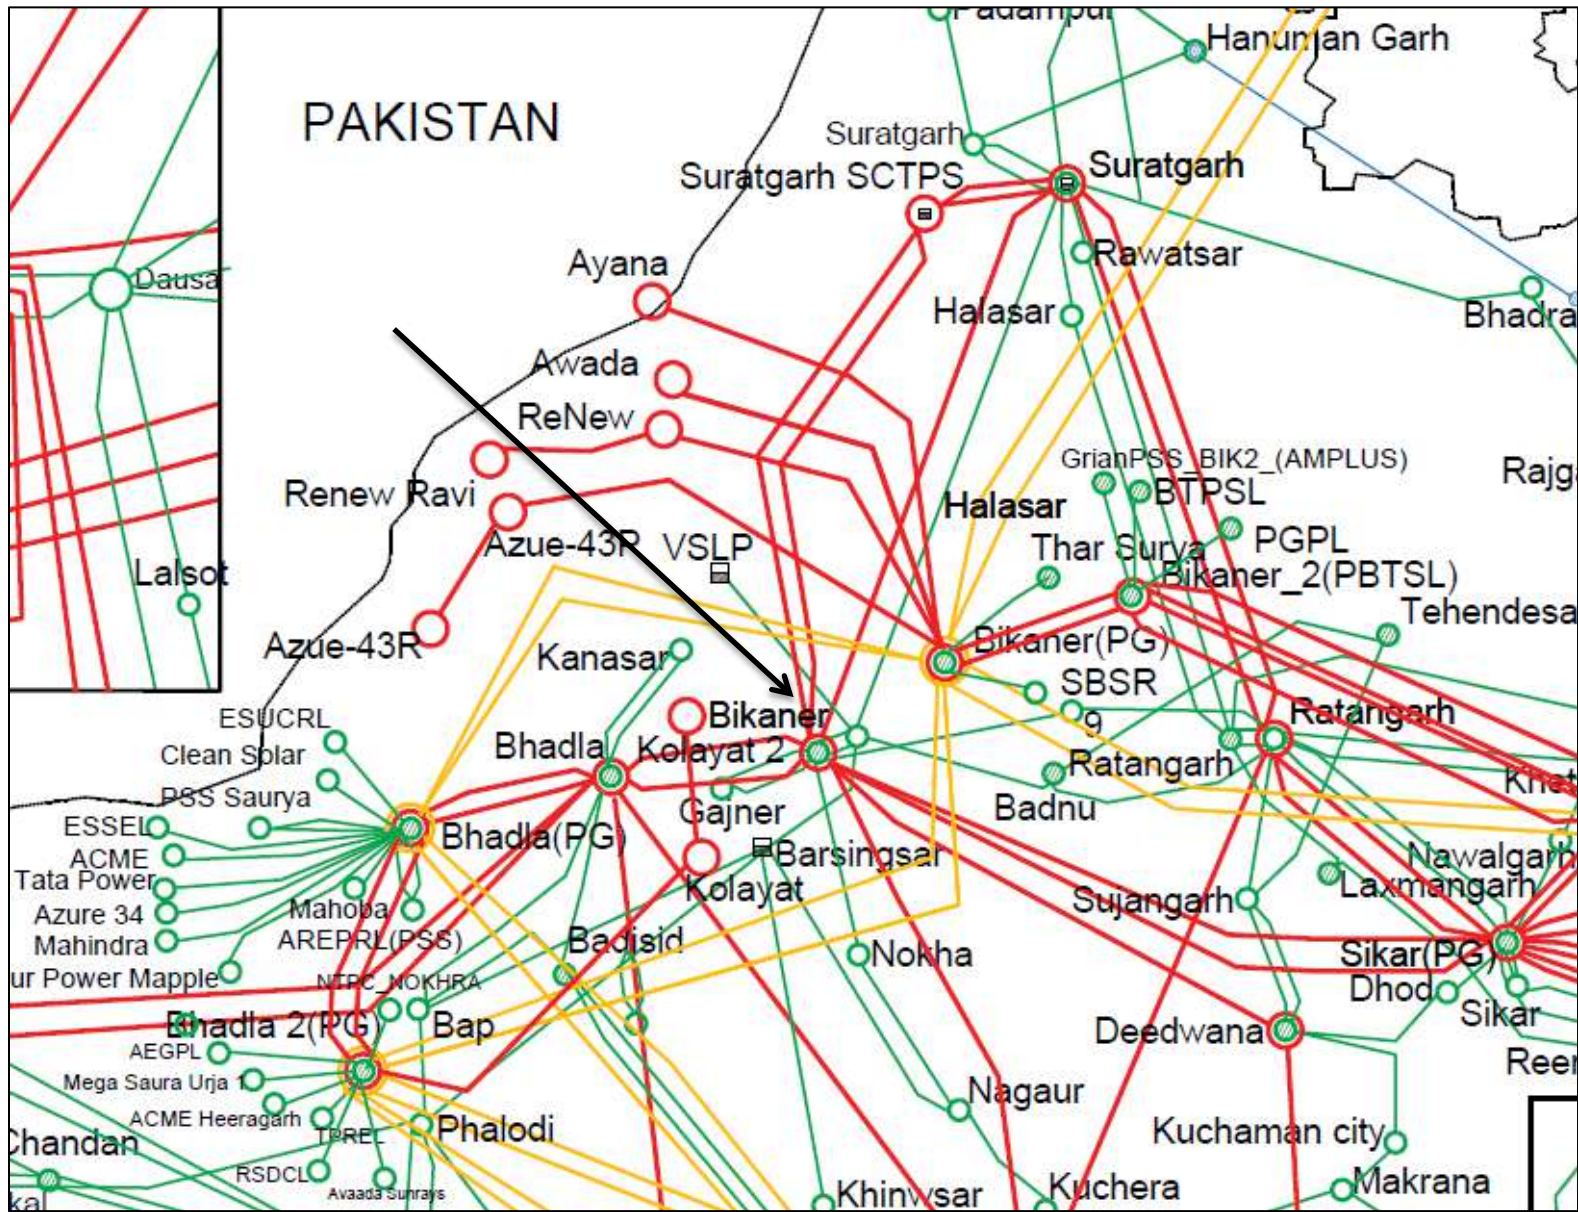 Padampur
Hanuman Garh
PAKISTAN
Suratgarh
Suratgarh SCTPS
Suratgarh
Rawatsar
Ayana
Dausa
Halasar
Bhadra
Awada
ReNew
GrianPSS_BIK2_(AMPLUS)
Renew Ravi
Halasar
BTPSL
Rajga
Azue-43R
VSLP
Thar Surya
PGPL
Lalsot
Bikaner_2(PBTSL)
Tehendesa
Azue-43R
Kanasar
Bikaner(PG)
SBSR
9
ESUCRL
Bikaner
Ratangarh
Clean Solar
Bhadla
Kolayat 2
Ratangarh
PSS Saurya
Gajner
Badnu
Khet
ESSEL
Bhadla(PG)
ACME
Barsingsar
Nawalgarh
Tata Power
Kolayat
Laxmangarh
Azure 34
Mahoba
Sujangarh
Mahindra
AREPRL(PSS)
Badisid
Nokha
Sikar(PG)
ur Power Mapple
NTPC_NOKHRA
Dhod
Bhadla 2(PG)
Bap
Deedwana
Sikar
AEGPL
Reen
Mega Saura Urja 1
Nagaur
ACME Heeragarh
TPREL
Phalodi
Kuchaman city
Chandan
RSDCL
Avaada Sunrays
Khinwsar
Kuchera
Makrana
kal